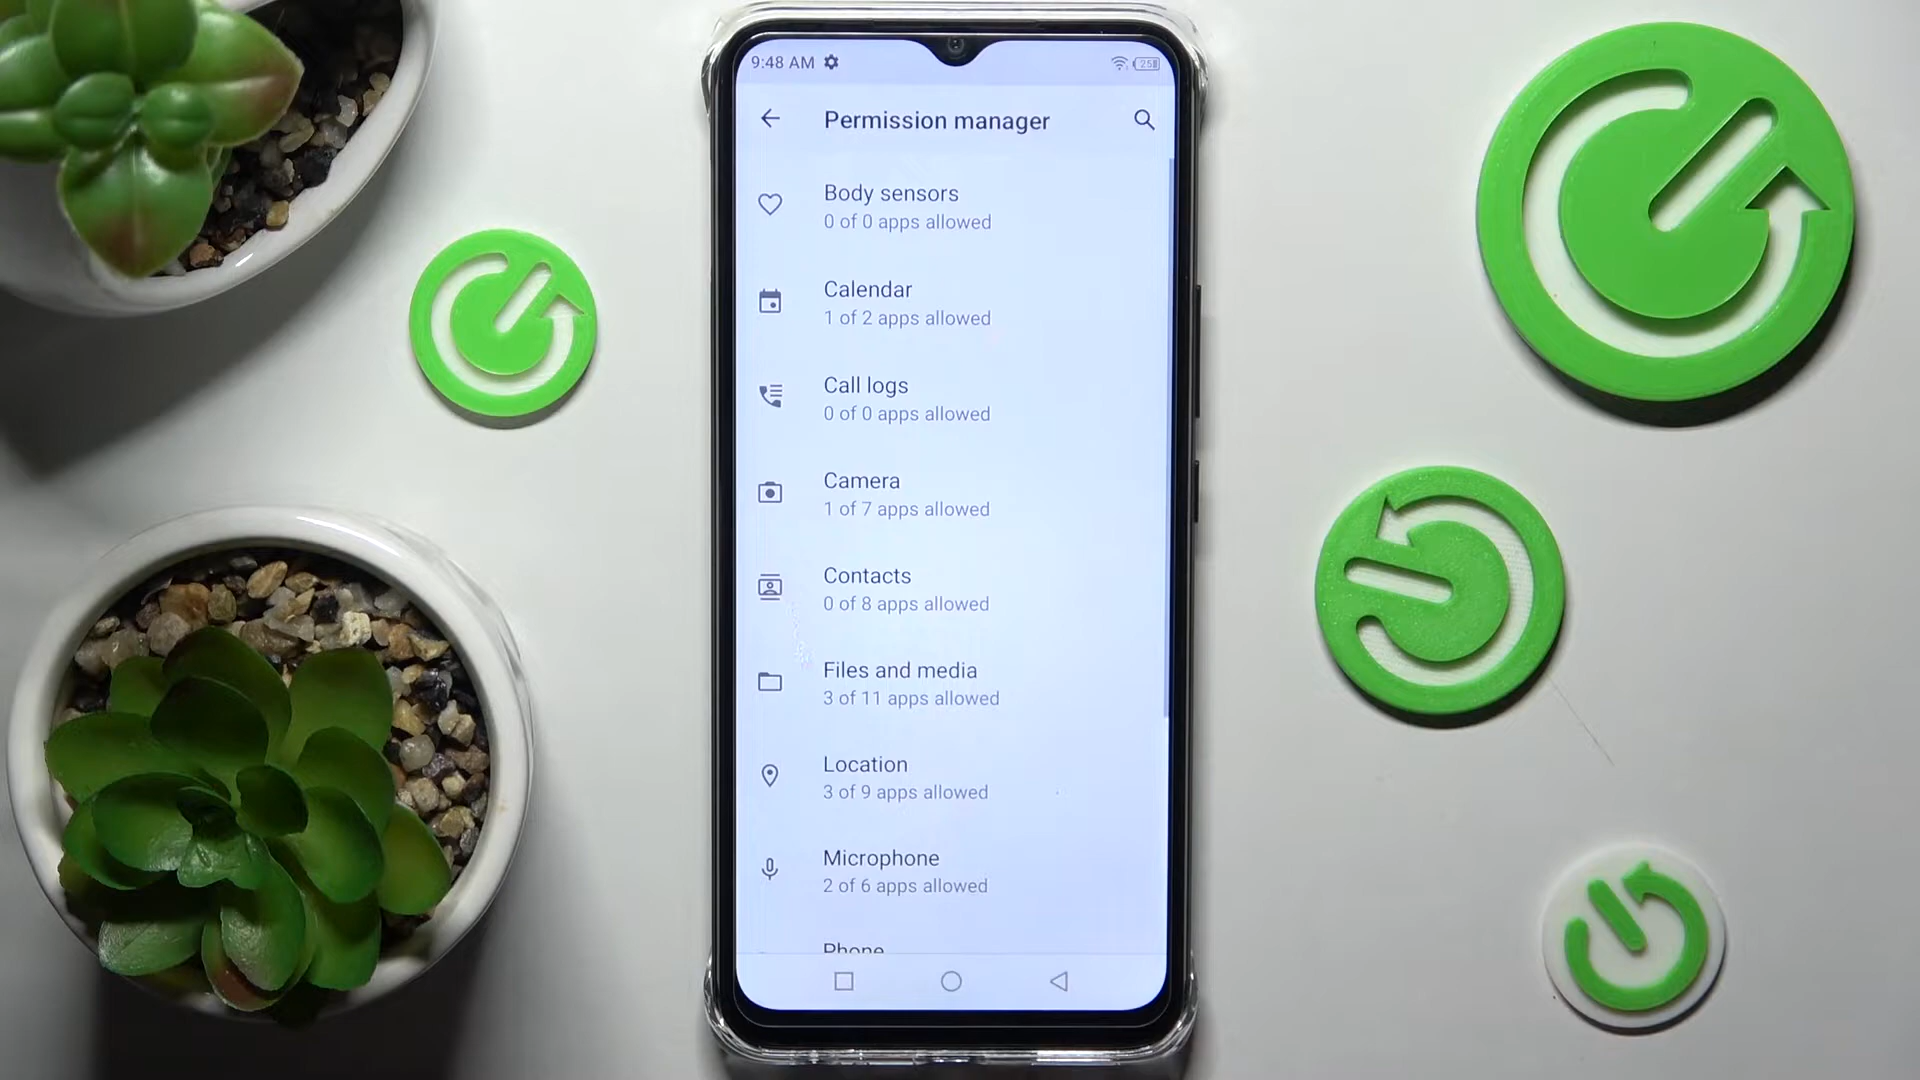 9:48 AM
25
Permission manager
Body sensors
0 of 0 apps allowed
Calendar
1 of 2 apps allowed
Call logs
0 of 0 apps allowed
Camera
1 of 7 apps allowed
Contacts
0 of 8 apps allowed
Files and media
3 of 11 apps allowed
Location
3 of 9 apps allowed
Microphone
2 of 6 apps allowed
Phone